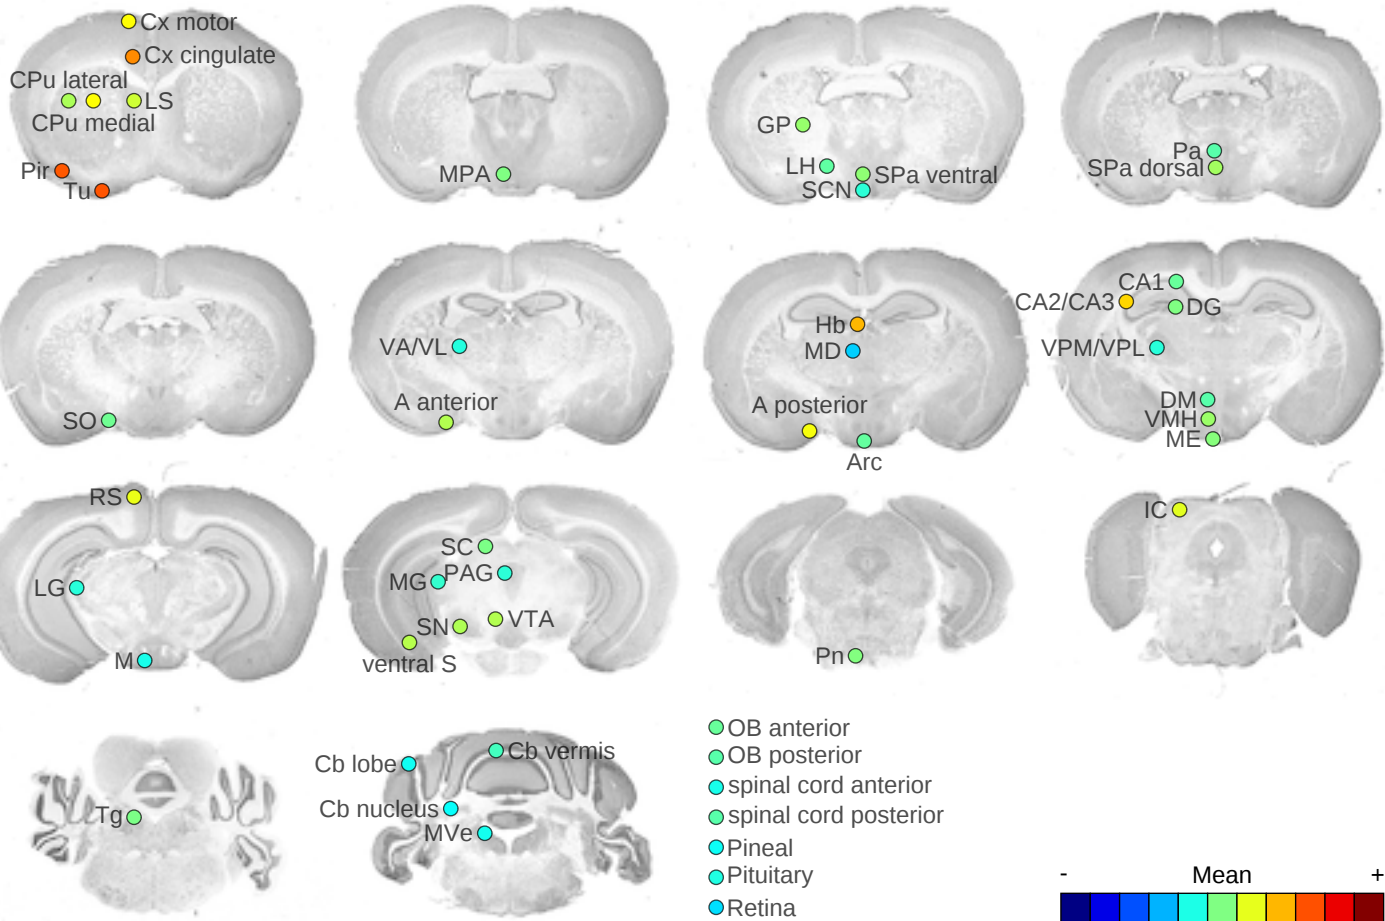 Cx motor
Cx cingulate
CPu lateral
LS
CPu medial
Pir
Tu
MPA
GP
LH
SPa ventral
SCN
Pa
SPa dorsal
SO
VA/VL
A anterior
Hb
MD
A posterior
Arc
CA1
CA2/CA3
DG
VPM/VPL
DM
VMH
ME
RS
LG
M
SC
MG
PAG
SN
VTA
ventral S
Pn
IC
Tg
Cb lobe
Cb vermis
Cb nucleus
MVe
OB anterior
OB posterior
spinal cord anterior
spinal cord posterior
Pineal
Pituitary
Retina
- Mean +